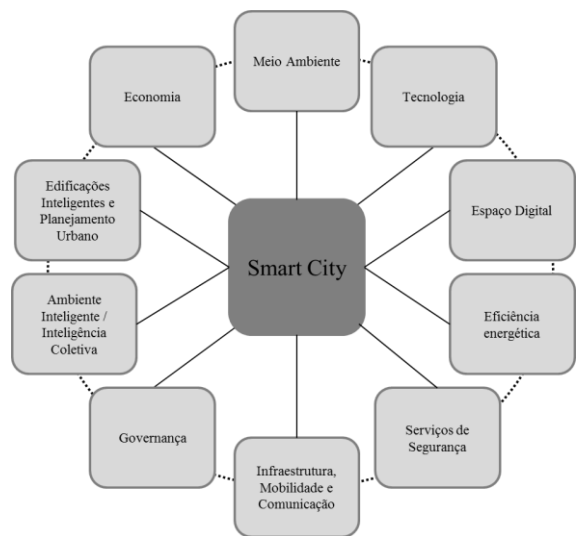 Meio Ambiente
Economia
Tecnologia
Edificações
Inteligentes e
Planejamento
Urbano
Espaço Digital
Smart City
Ambiente
Inteligente /
Inteligência
Coletiva
Eficiência
energética
Governança
Serviços de
Segurança
Infraestrutura,
Mobilidade e
Comunicação